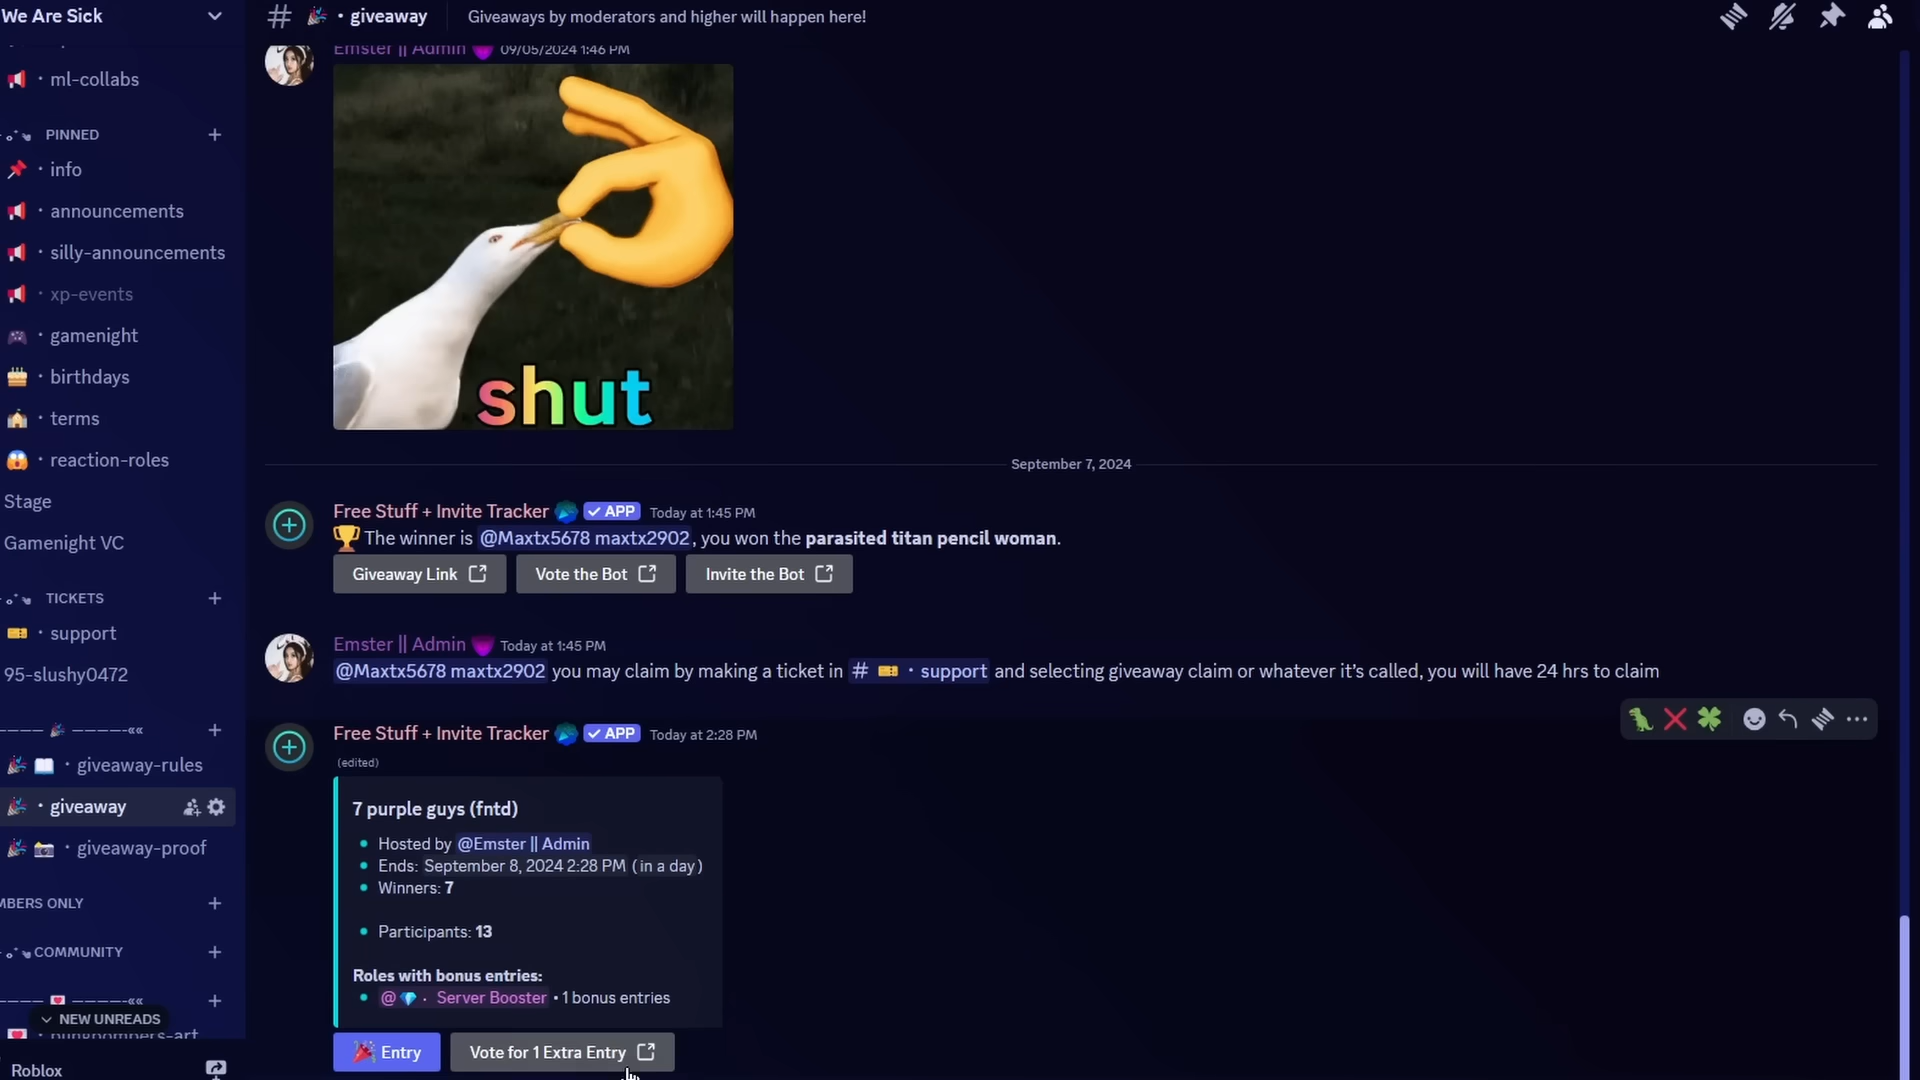 We Are Sick
ml-collabs
PINNED
info
announcements
silly-announcements
xp-events
gamenight
birthdays
terms
reaction-roles
Stage
Gamenight VC
TICKETS
support
95-slushy0472
giveaway-rules
giveaway
giveaway-proof
MBERS ONLY
COMMUNITY
NEW UNREADS
Roblox
# · giveaway Giveaways by moderators and higher will happen here!
Emster || Admin 09/05/2024 1:46 PM
shut
September 7, 2024
Free Stuff + Invite Tracker ✓ APP Today at 1:45 PM
The winner is @Maxtx5678 maxtx2902, you won the parasited titan pencil woman.
Giveaway Link Vote the Bot Invite the Bot
Emster || Admin Today at 1:45 PM
@Maxtx5678 maxtx2902 you may claim by making a ticket in # · support and selecting giveaway claim or whatever it's called, you will have 24 hrs to claim
Free Stuff + Invite Tracker ✓ APP Today at 2:28 PM
(edited)
7 purple guys (fntd)
• Hosted by @Emster || Admin
• Ends: September 8, 2024 2:28 PM (in a day)
• Winners: 7
• Participants: 13
Roles with bonus entries:
• @ · Server Booster • 1 bonus entries
Entry Vote for 1 Extra Entry